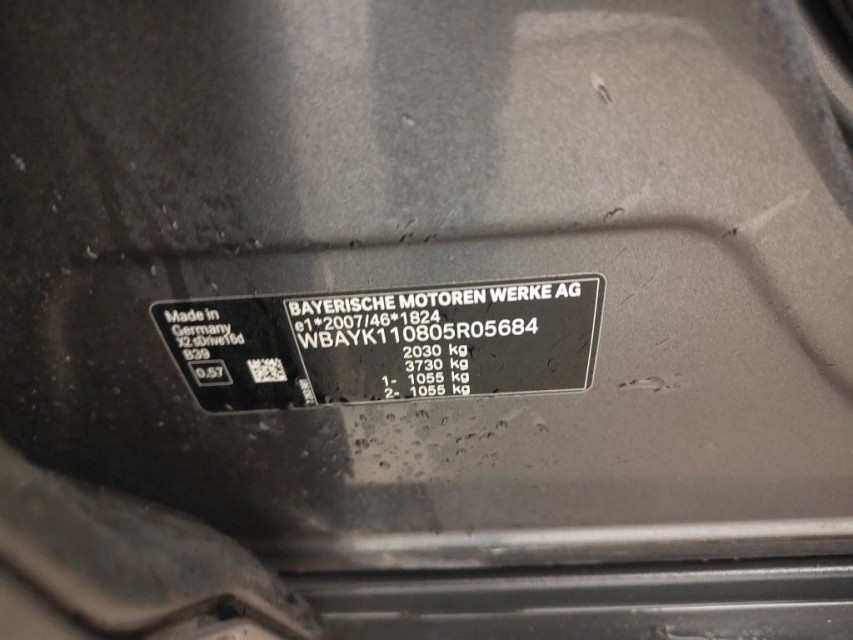 Made in
Germany
X2 sDrive16d
B39
0,57
BAYERISCHE MOTOREN WERKE AG
e1*2007/46*1824
WBAYK110805R05684
2030 kg
3730 kg
1- 1055 kg
2- 1055 kg